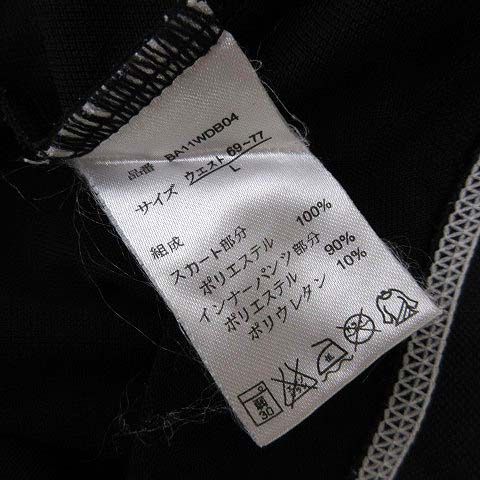 品番 BA11WDB04
サイズ ウエスト 69~77
L
組成
スカート部分
ポリエステル 100%
インナーパンツ部分
ポリエステル 90%
ポリウレタン 10%
弱
30